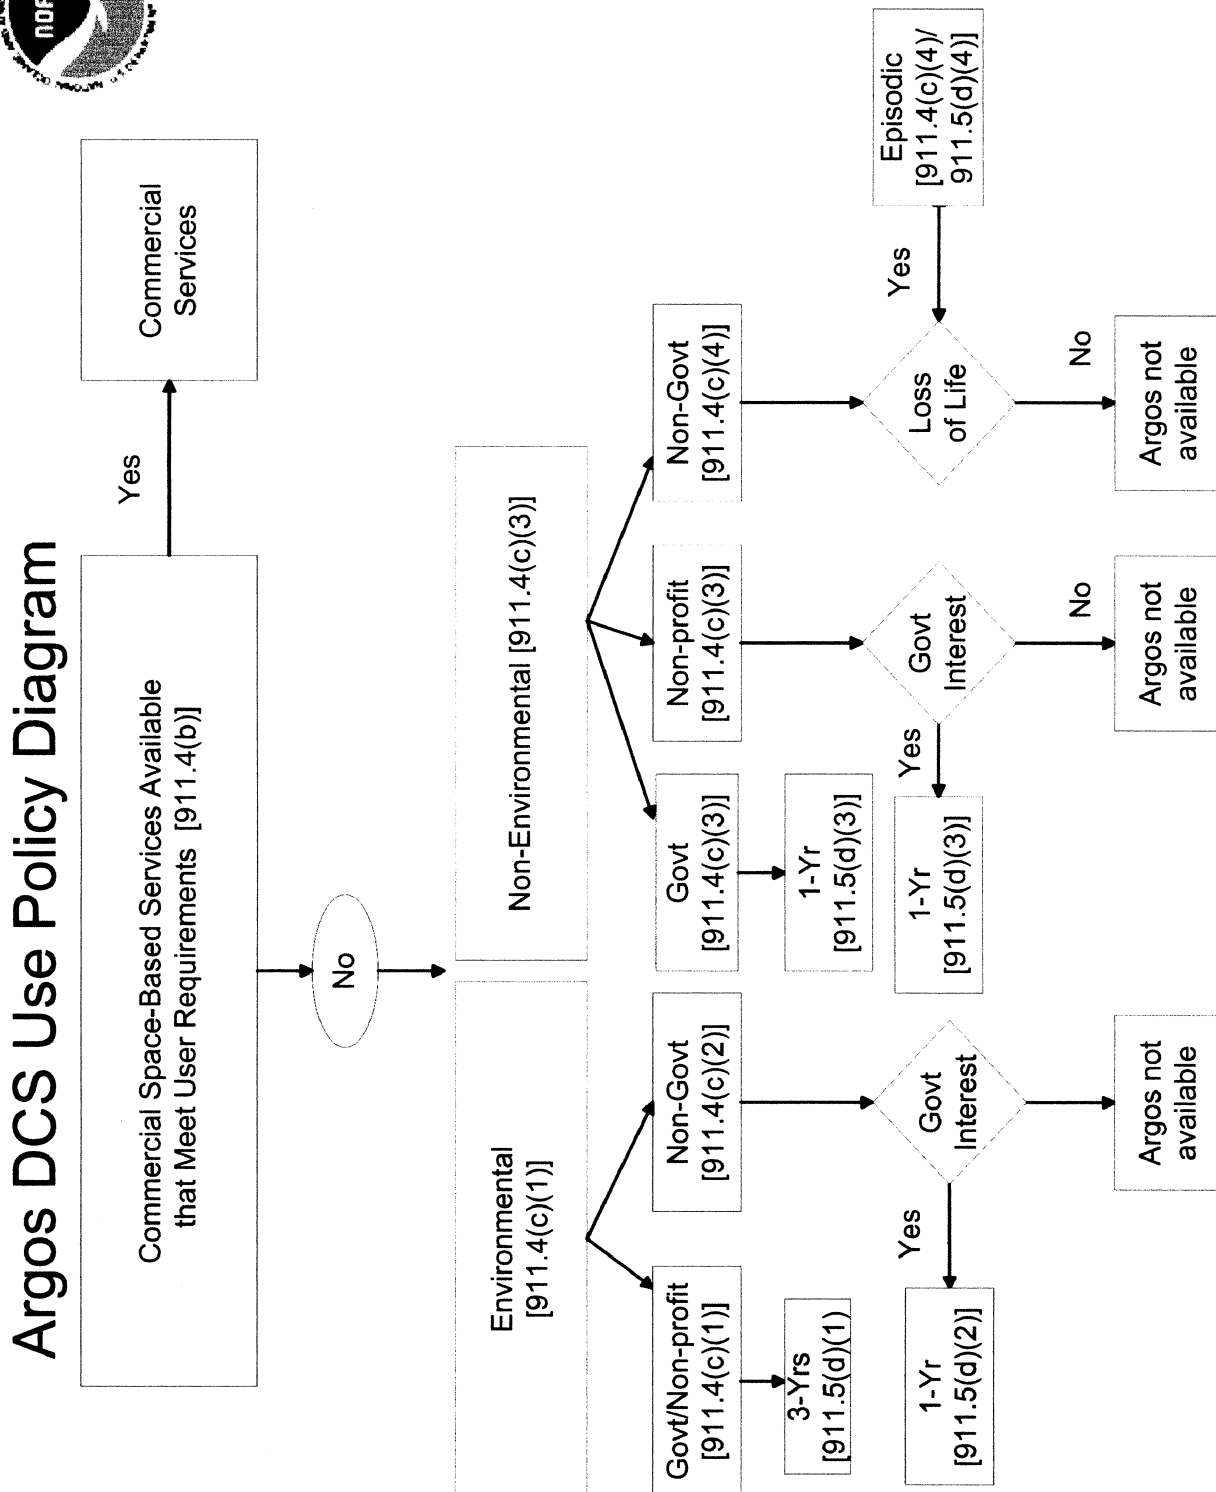 Argos DCS Use Policy Diagram
Commercial Space-Based Services Available
that Meet User Requirements [911.4(b)]
Yes
Commercial
Services
No
Environmental
[911.4(c)(1)]
Non-Environmental [911.4(c)(3)]
Govt/Non-profit
[911.4(c)(1)]
Non-Govt
[911.4(c)(2)]
Govt
[911.4(c)(3)]
Non-profit
[911.4(c)(3)]
Non-Govt
[911.4(c)(4)]
3-Yrs
[911.5(d)(1)
1-Yr
[911.5(d)(3)]
1-Yr
[911.5(d)(2)]
Yes
Govt
Interest
1-Yr
[911.5(d)(3)]
Yes
Govt
Interest
No
Loss
of Life
Yes
No
Episodic
[911.4(c)(4)/
911.5(d)(4)]
Argos not
available
Argos not
available
Argos not
available